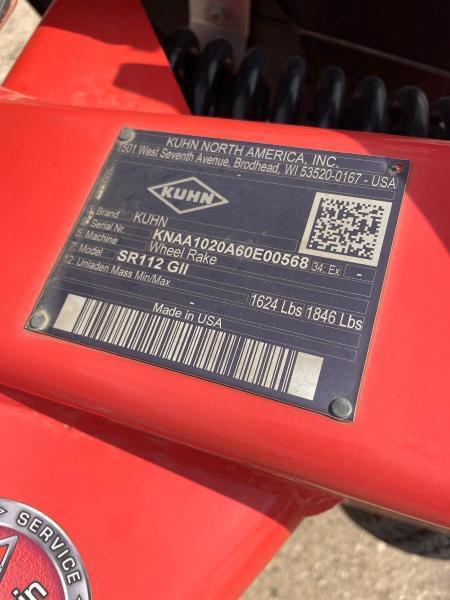 KUHN NORTH AMERICA, INC.
1501 West Seventh Avenue, Brodhead, WI 53520-0167 - USA
KUHN
3: Brand KUHN
4: Serial Nr. KNAA1020A60E00568 34: Ex -
5: Machine Wheel Rake -
7: Model SR112 GII
12: Unladen Mass Min/Max 1624 Lbs 1846 Lbs
Made in USA
SERVICE
in